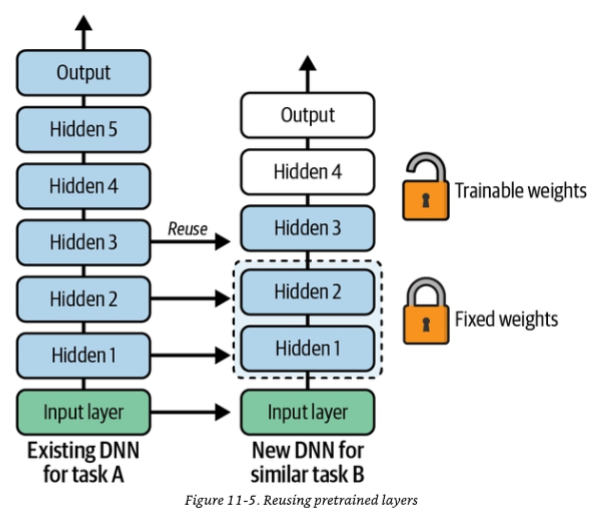 Output
Hidden 5
Hidden 4
Hidden 3
Hidden 2
Hidden 1
Input layer
Existing DNN
for task A
Reuse
Output
Hidden 4
Hidden 3
Hidden 2
Hidden 1
Input layer
New DNN for
similar task B
Trainable weights
Fixed weights
Figure 11-5. Reusing pretrained layers